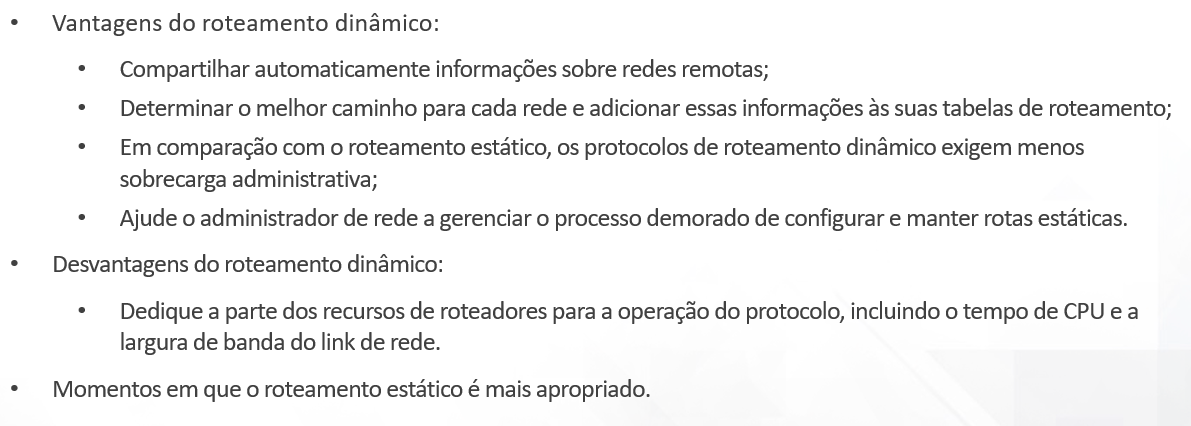 • Vantagens do roteamento dinâmico:
• Compartilhar automaticamente informações sobre redes remotas;
• Determinar o melhor caminho para cada rede e adicionar essas informações às suas tabelas de roteamento;
• Em comparação com o roteamento estático, os protocolos de roteamento dinâmico exigem menos
sobrecarga administrativa;
• Ajude o administrador de rede a gerenciar o processo demorado de configurar e manter rotas estáticas.
• Desvantagens do roteamento dinâmico:
• Dedique a parte dos recursos de roteadores para a operação do protocolo, incluindo o tempo de CPU e a
largura de banda do link de rede.
• Momentos em que o roteamento estático é mais apropriado.